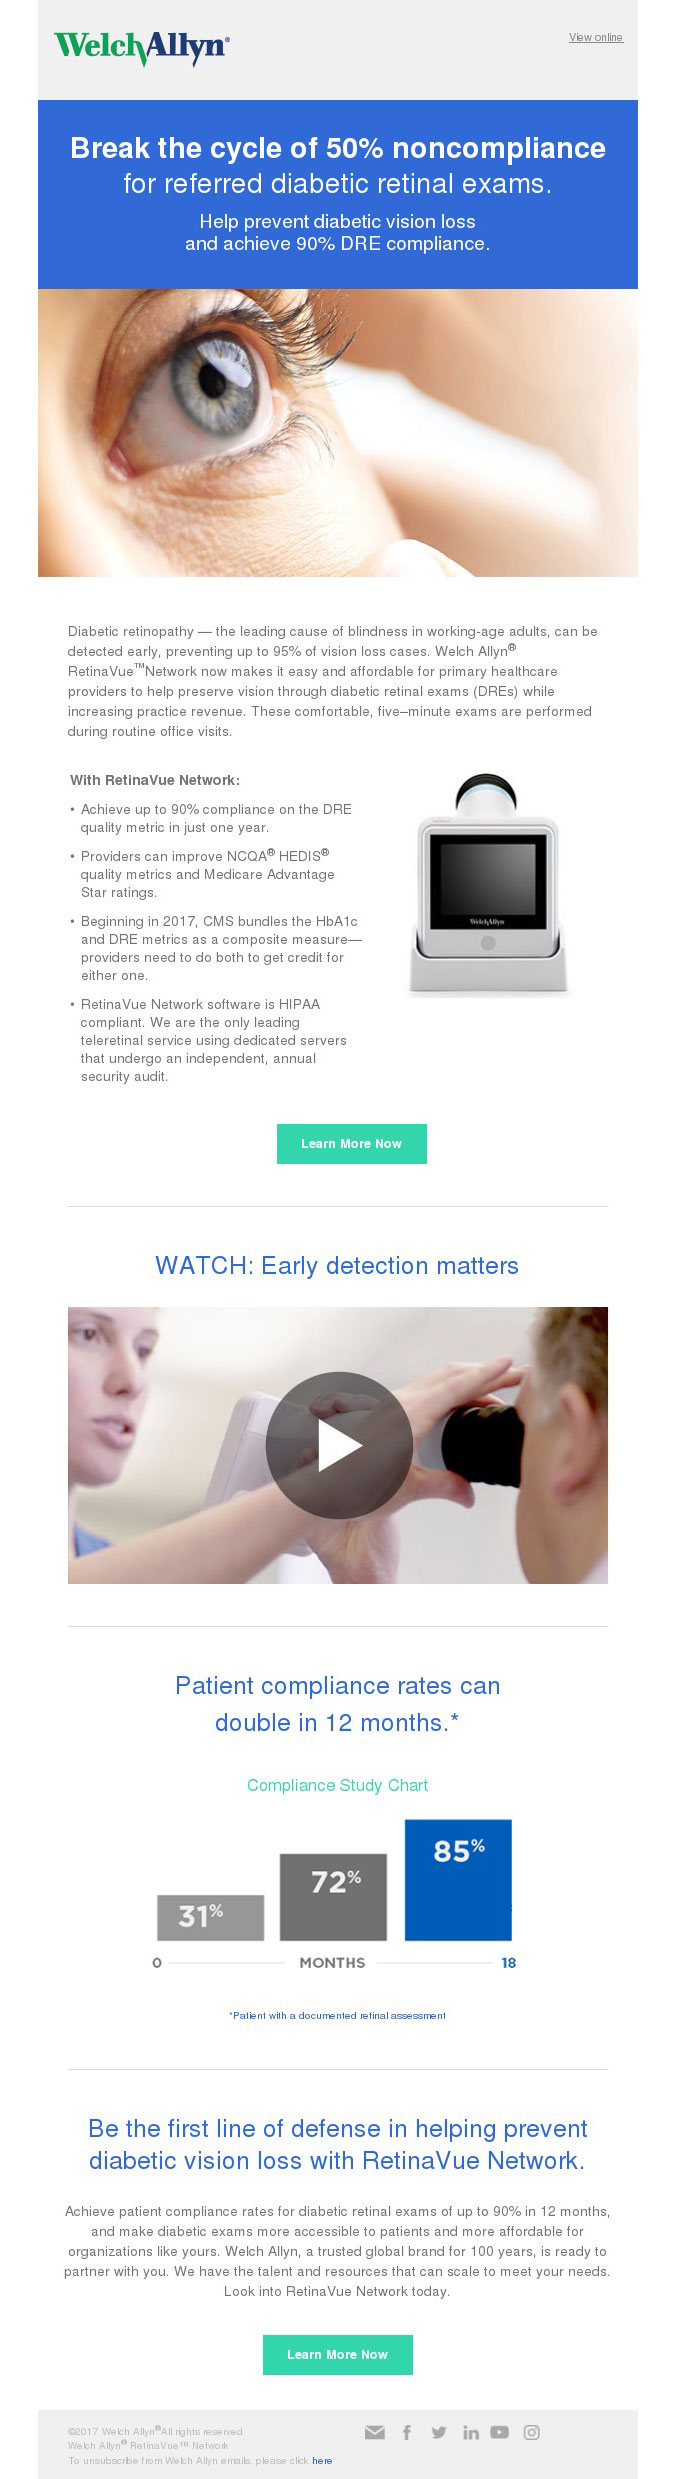 WelchAllyn®
View online
Break the cycle of 50% noncompliance
for referred diabetic retinal exams.
Help prevent diabetic vision loss
and achieve 90% DRE compliance.
Diabetic retinopathy — the leading cause of blindness in working-age adults, can be
detected early, preventing up to 95% of vision loss cases. Welch Allyn®
RetinaVue™Network now makes it easy and affordable for primary healthcare
providers to help preserve vision through diabetic retinal exams (DREs) while
increasing practice revenue. These comfortable, five–minute exams are performed
during routine office visits.
With RetinaVue Network:
• Achieve up to 90% compliance on the DRE
quality metric in just one year.
• Providers can improve NCQA® HEDIS®
quality metrics and Medicare Advantage
Star ratings.
• Beginning in 2017, CMS bundles the HbA1c
and DRE metrics as a composite measure—
providers need to do both to get credit for
either one.
• RetinaVue Network software is HIPAA
compliant. We are the only leading
teleretinal service using dedicated servers
that undergo an independent, annual
security audit.
WelchAllyn
Learn More Now
WATCH: Early detection matters
Patient compliance rates can
double in 12 months.*
Compliance Study Chart
31% 72% 85%
0 MONTHS 18
*Patient with a documented retinal assessment
Be the first line of defense in helping prevent
diabetic vision loss with RetinaVue Network.
Achieve patient compliance rates for diabetic retinal exams of up to 90% in 12 months,
and make diabetic exams more accessible to patients and more affordable for
organizations like yours. Welch Allyn, a trusted global brand for 100 years, is ready to
partner with you. We have the talent and resources that can scale to meet your needs.
Look into RetinaVue Network today.
Learn More Now
©2017 Welch Allyn®All rights reserved
Welch Allyn® RetinaVue™ Network
To unsubscribe from Welch Allyn emails, please click here